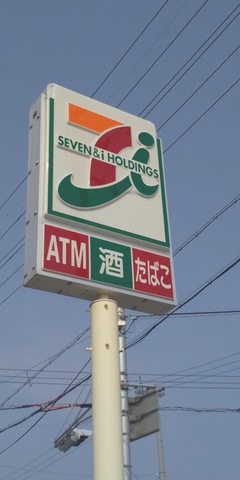 SEVEN&i HOLDINGS
ATM 酒 たばこ